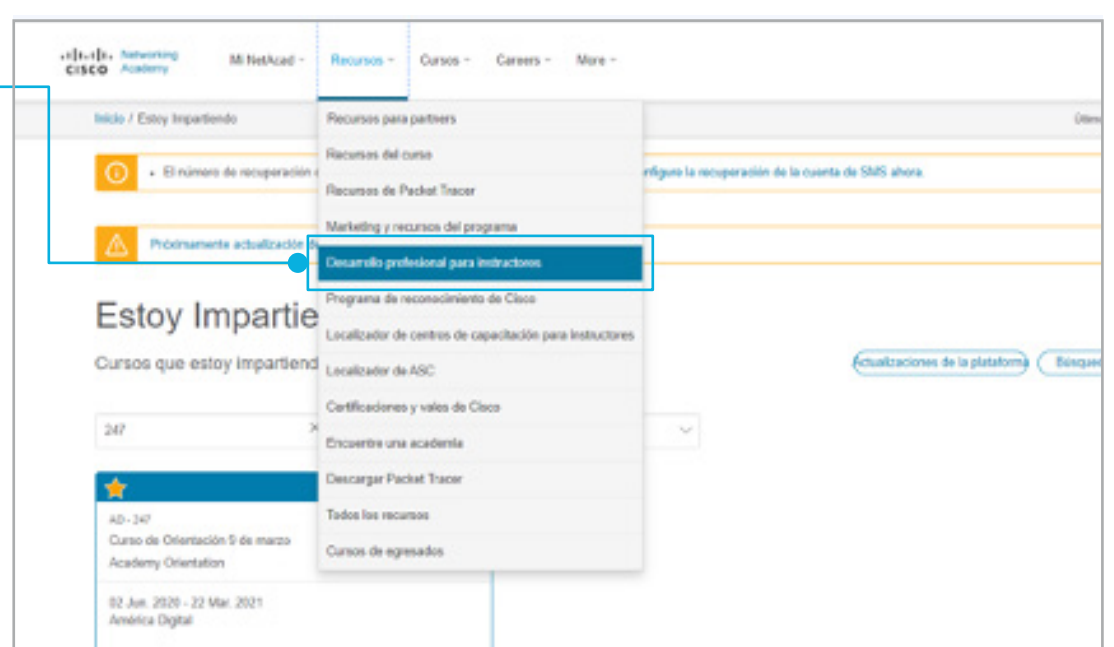 Networking
CISCO Academy
Mi NetAcad
Recursos
Cursos
Careers
More
Inicio / Estoy Impartiendo
• El número de recuperación
configure la recuperación de la cuenta de SMS ahora.
Próximamente actualización de
Recursos para partners
Recursos del curso
Recursos de Packet Tracer
Marketing y recursos del programa
Desarrollo profesional para instructores
Programa de reconocimiento de Cisco
Localizador de centros de capacitación para instructores
Localizador de ASC
Certificaciones y vales de Cisco
Encuentre una academia
Descargar Packet Tracer
Todos los recursos
Cursos de egresados
Estoy Impartie
Cursos que estoy impartiend
Actualizaciones de la plataforma
247
AD - 247
Curso de Orientación 9 de marzo
Academy Orientation
02 Jun. 2020 - 22 Mar. 2021
América Digital